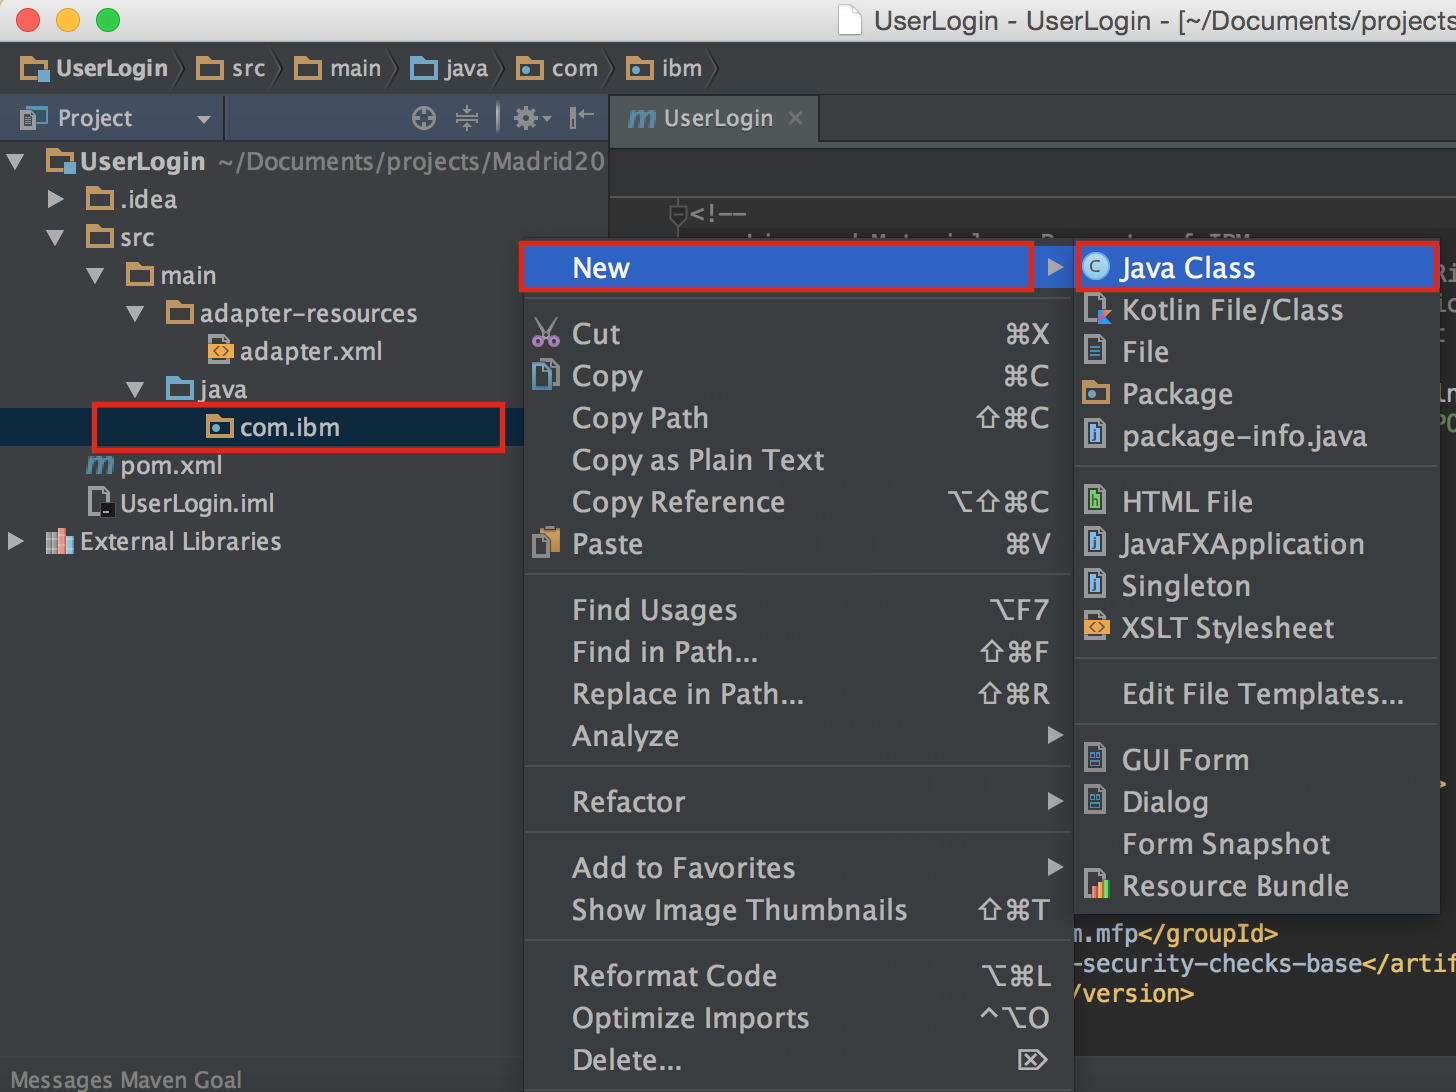 UserLogin - UserLogin - [~/Documents/projects
UserLogin src main java com ibm
Project
UserLogin
UserLogin ~/Documents/projects/Madrid20
.idea
src
main
adapter-resources
adapter.xml
java
com.ibm
pom.xml
UserLogin.iml
External Libraries
<!--
New
Cut ⌘X
Copy ⌘C
Copy Path ⇧⌘C
Copy as Plain Text
Copy Reference ⌥⇧⌘C
Paste ⌘V
Find Usages ⌥F7
Find in Path... ⇧⌘F
Replace in Path... ⇧⌘R
Analyze
Refactor
Add to Favorites
Show Image Thumbnails ⇧⌘T
Reformat Code ⌥⌘L
Optimize Imports ^⌥O
Delete... ⌦
Java Class
Kotlin File/Class
File
Package
package-info.java
HTML File
JavaFXApplication
Singleton
XSLT Stylesheet
Edit File Templates...
GUI Form
Dialog
Form Snapshot
Resource Bundle
m.mfp</groupId>
-security-checks-base</artif
/version>
Messages Maven Goal